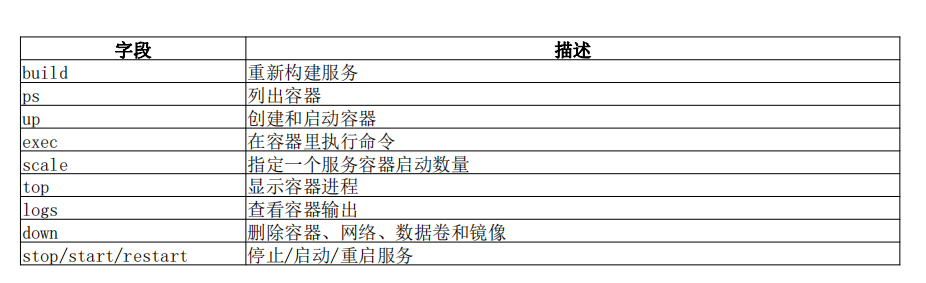 字段 描述
build 重新构建服务
ps 列出容器
up 创建和启动容器
exec 在容器里执行命令
scale 指定一个服务容器启动数量
top 显示容器进程
logs 查看容器输出
down 删除容器、网络、数据卷和镜像
stop/start/restart 停止/启动/重启服务